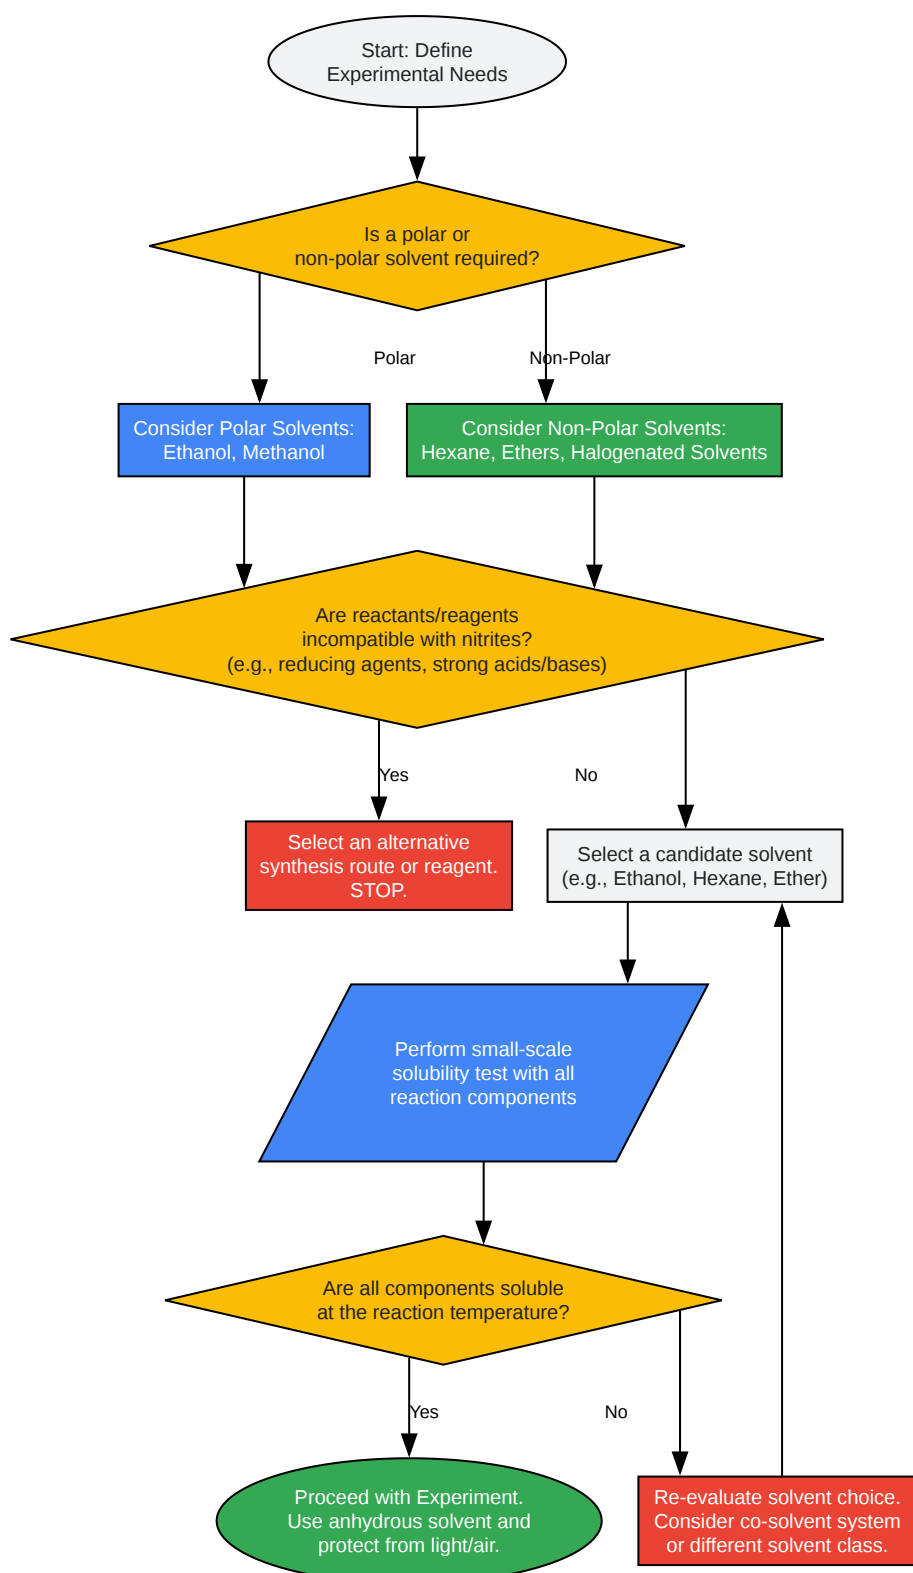 Start: Define
Experimental Needs
Is a polar or
non-polar solvent required?
Polar
Non-Polar
Consider Polar Solvents:
Ethanol, Methanol
Consider Non-Polar Solvents:
Hexane, Ethers, Halogenated Solvents
Are reactants/reagents
incompatible with nitrites?
(e.g., reducing agents, strong acids/bases)
Yes
No
Select an alternative
synthesis route or reagent.
STOP.
Select a candidate solvent
(e.g., Ethanol, Hexane, Ether)
Perform small-scale
solubility test with all
reaction components
Are all components soluble
at the reaction temperature?
Yes
No
Proceed with Experiment.
Use anhydrous solvent and
protect from light/air.
Re-evaluate solvent choice.
Consider co-solvent system
or different solvent class.